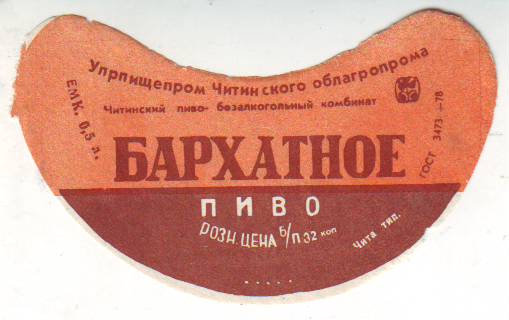 Упрпищепром Читинского облагропрома
Читинский пиво- безалкогольный комбинат
ЕМК. 0,5 л.
БАРХАТНОЕ
ГОСТ 3473—78
ПИВО
РОЗН. ЦЕНА б/п 32 коп
Чита тид.